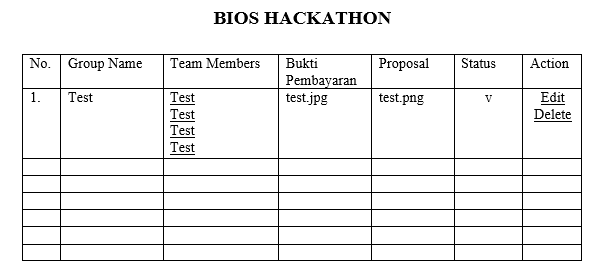 BIOS HACKATHON
No. Group Name Team Members Bukti Pembayaran Proposal Status Action
1. Test Test test.jpg test.png v Edit
Test Delete
Test
Test